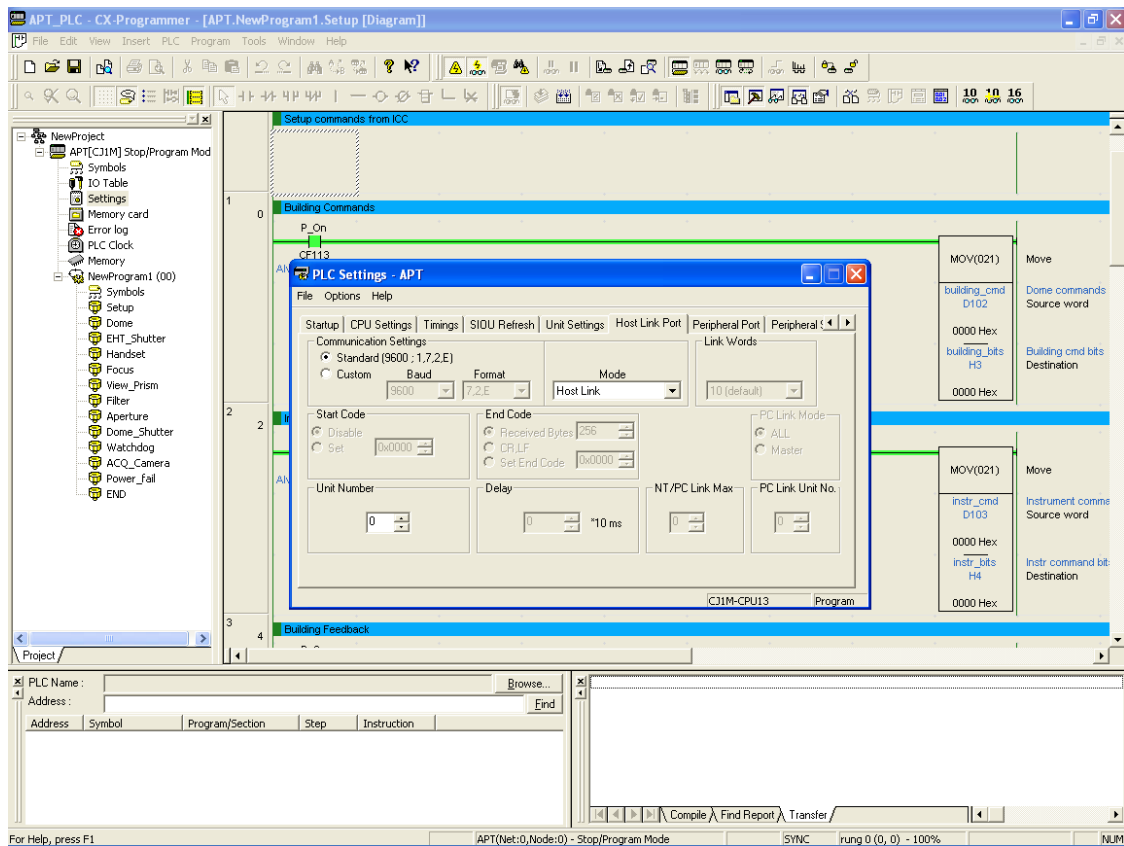 APT_PLC - CX-Programmer - [APT.NewProgram1.Setup [Diagram]]
File Edit View Insert PLC Program Tools Window Help
10 10 16
NewProject
APT[CJ1M] Stop/Program Mod
Symbols
IO Table
Settings
Memory card
Error log
PLC Clock
Memory
NewProgram1 (00)
Symbols
Setup
Dome
EHT_Shutter
Handset
Focus
View_Prism
Filter
Aperture
Dome_Shutter
Watchdog
ACQ_Camera
Power_fail
END
Project
Setup commands from ICC
1
0
Building Commands
P_On
CF113
MOV(021) Move
building_cmd Dome commands
D102 Source word
0000 Hex
building_bits Building cmd bits
H3 Destination
0000 Hex
2
2
MOV(021) Move
instr_cmd Instrument comma
D103 Source word
0000 Hex
instr_bits Instr command bit
H4 Destination
0000 Hex
3
4
Building Feedback
PLC Settings - APT
File Options Help
Startup CPU Settings Timings SIOU Refresh Unit Settings Host Link Port Peripheral Port Peripheral S
Communication Settings
Standard (9600 ; 1,7,2,E)
Custom Baud Format
9600 7,2,E
Mode
Host Link
Link Words
10 (default)
Start Code
Disable
Set 0x0000
End Code
Received Bytes 256
CR,LF
Set End Code 0x0000
PC Link Mode
ALL
Master
Unit Number
0
Delay
0 *10 ms
NT/PC Link Max
0
PC Link Unit No.
0
CJ1M-CPU13 Program
PLC Name :
Browse...
Address :
Find
Address Symbol Program/Section Step Instruction
Compile Find Report Transfer
For Help, press F1
APT(Net:0,Node:0) - Stop/Program Mode SYNC rung 0 (0, 0) - 100% NUM